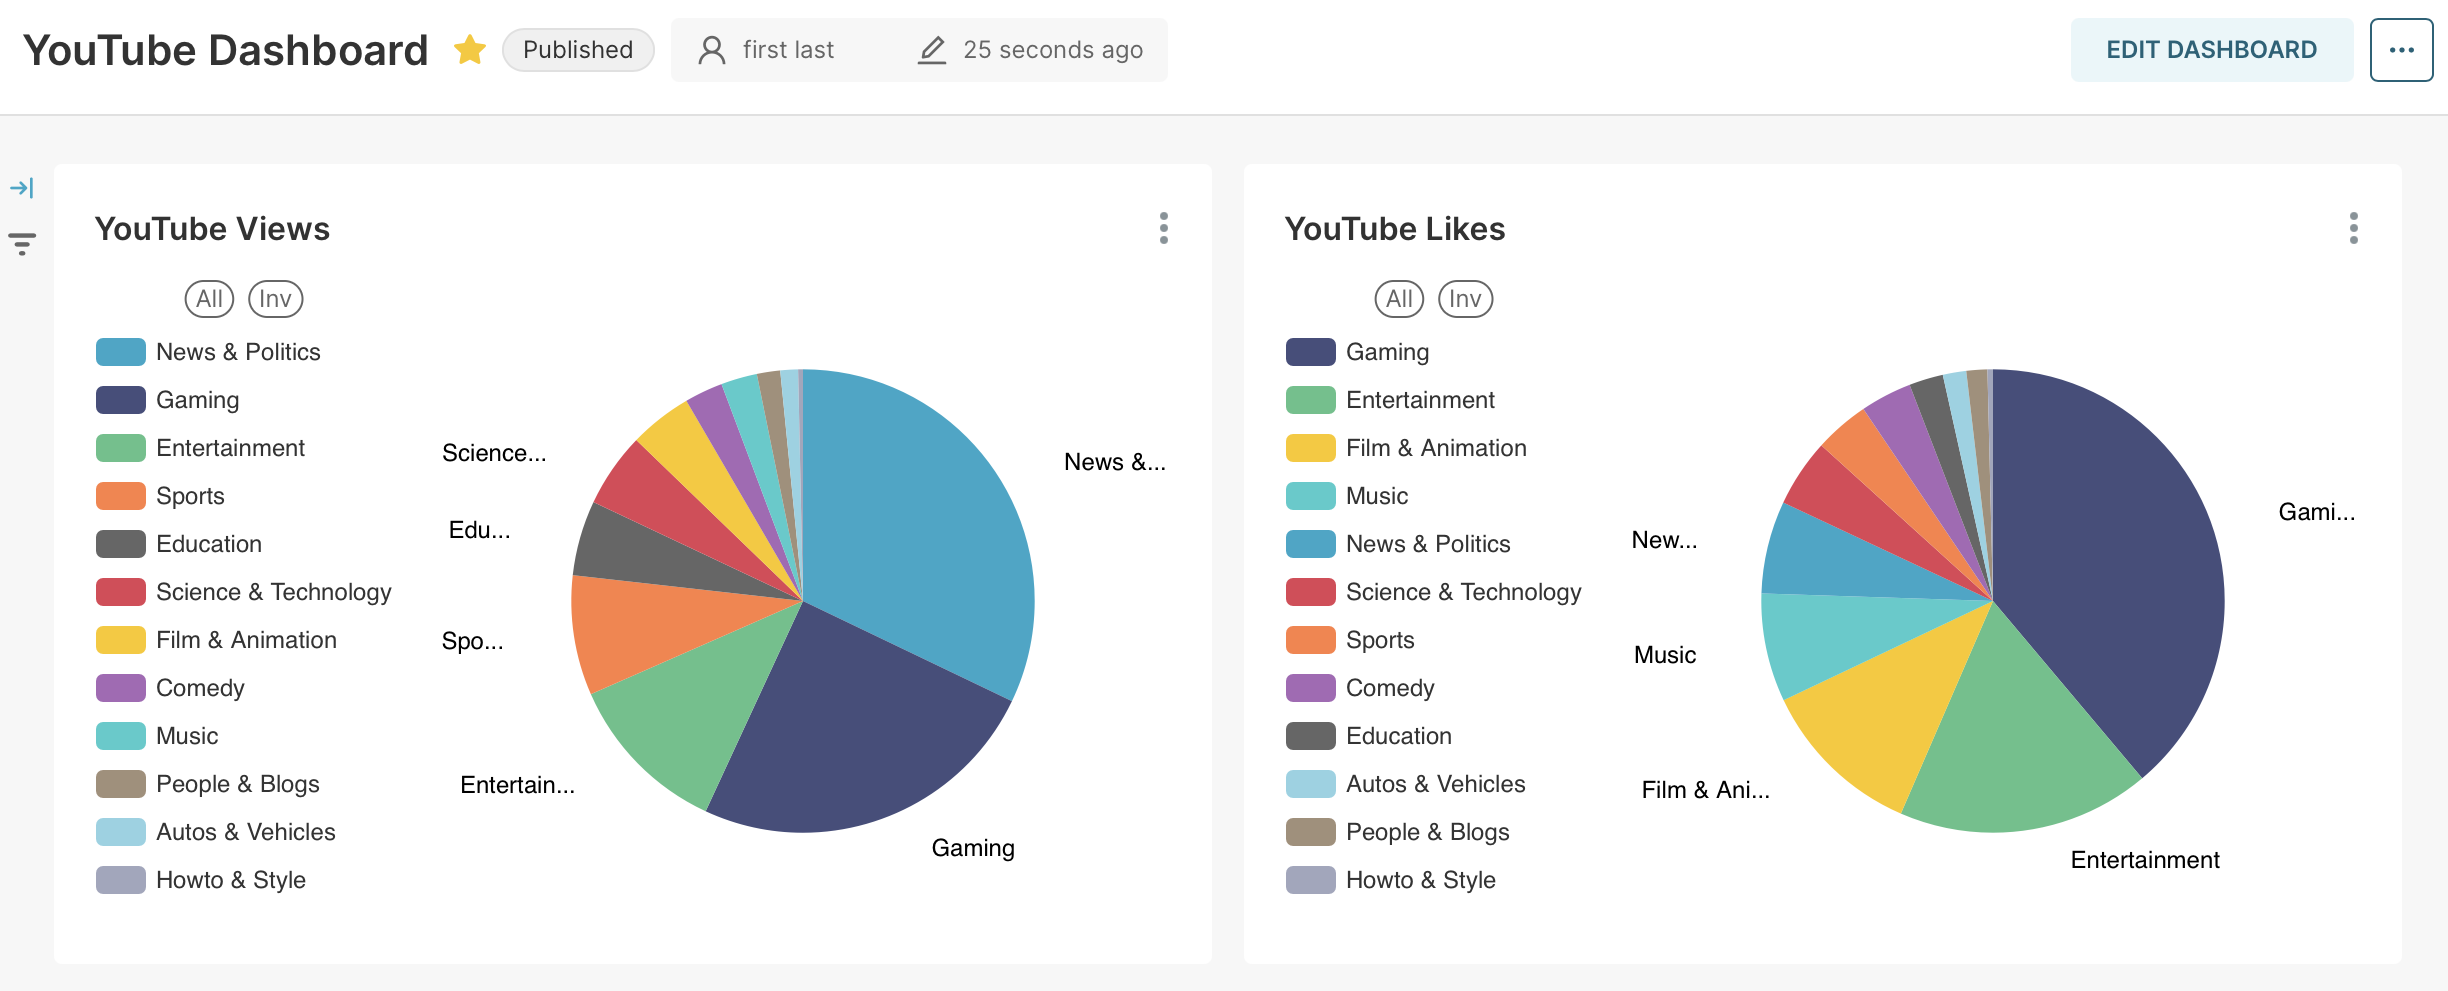 YouTube Dashboard Published first last 25 seconds ago EDIT DASHBOARD
YouTube Views
All Inv
News & Politics
Gaming
Entertainment
Sports
Education
Science & Technology
Film & Animation
Comedy
Music
People & Blogs
Autos & Vehicles
Howto & Style
Science...
Edu...
Spo...
Entertain...
Gaming
News &...
YouTube Likes
All Inv
Gaming
Entertainment
Film & Animation
Music
News & Politics
Science & Technology
Sports
Comedy
Education
Autos & Vehicles
People & Blogs
Howto & Style
New...
Music
Film & Ani...
Entertainment
Gami...